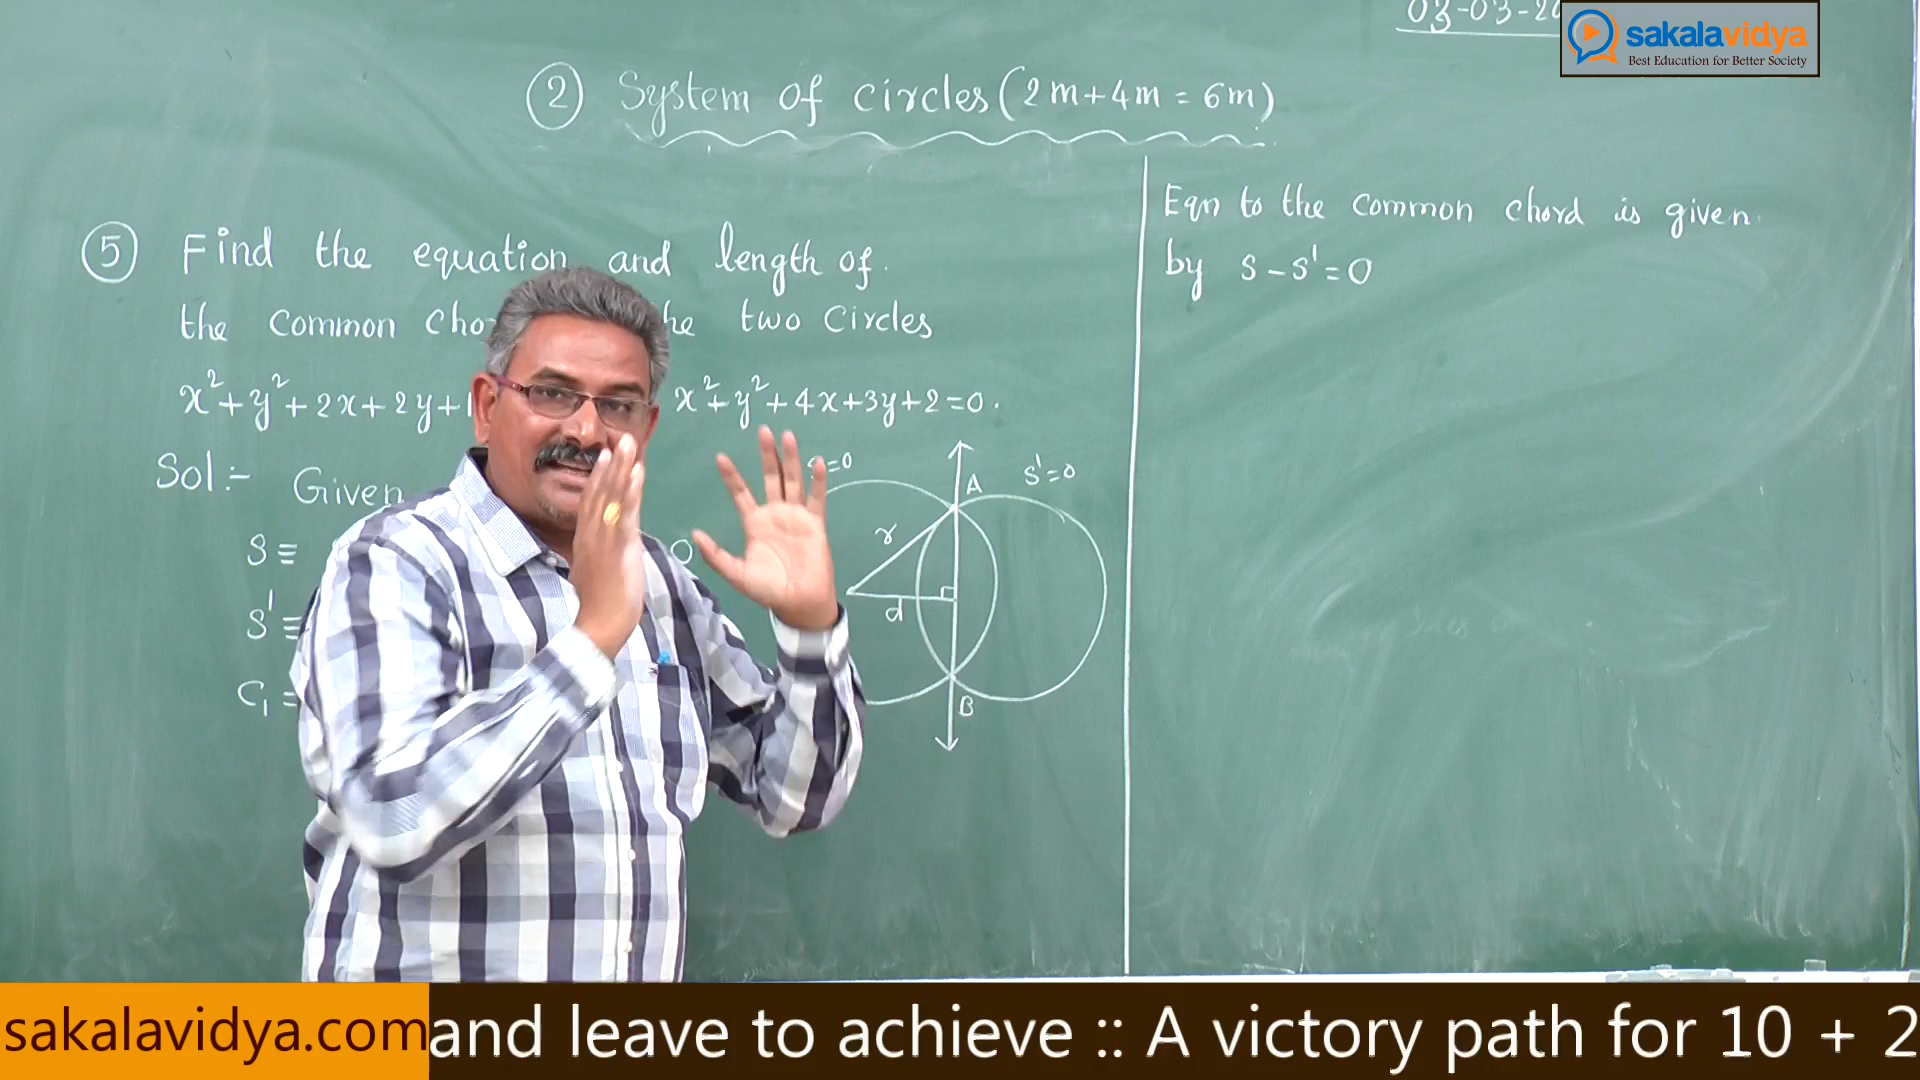 03-03-20
sakalavidya
Best Education for Better Society
② System of circles (2m+4m = 6m)
⑤ Find the equation and length of
the common cho he two circles
x²+y²+2x+2y+1 x²+y²+4x+3y+2=0.
Sol:- Given
S≡ 0
S'≡
C₁=
S=0
S'=0
A
r
d
B
Eqn to the common chord is given
by S-S'=0
sakalavidya.com and leave to achieve :: A victory path for 10 + 2